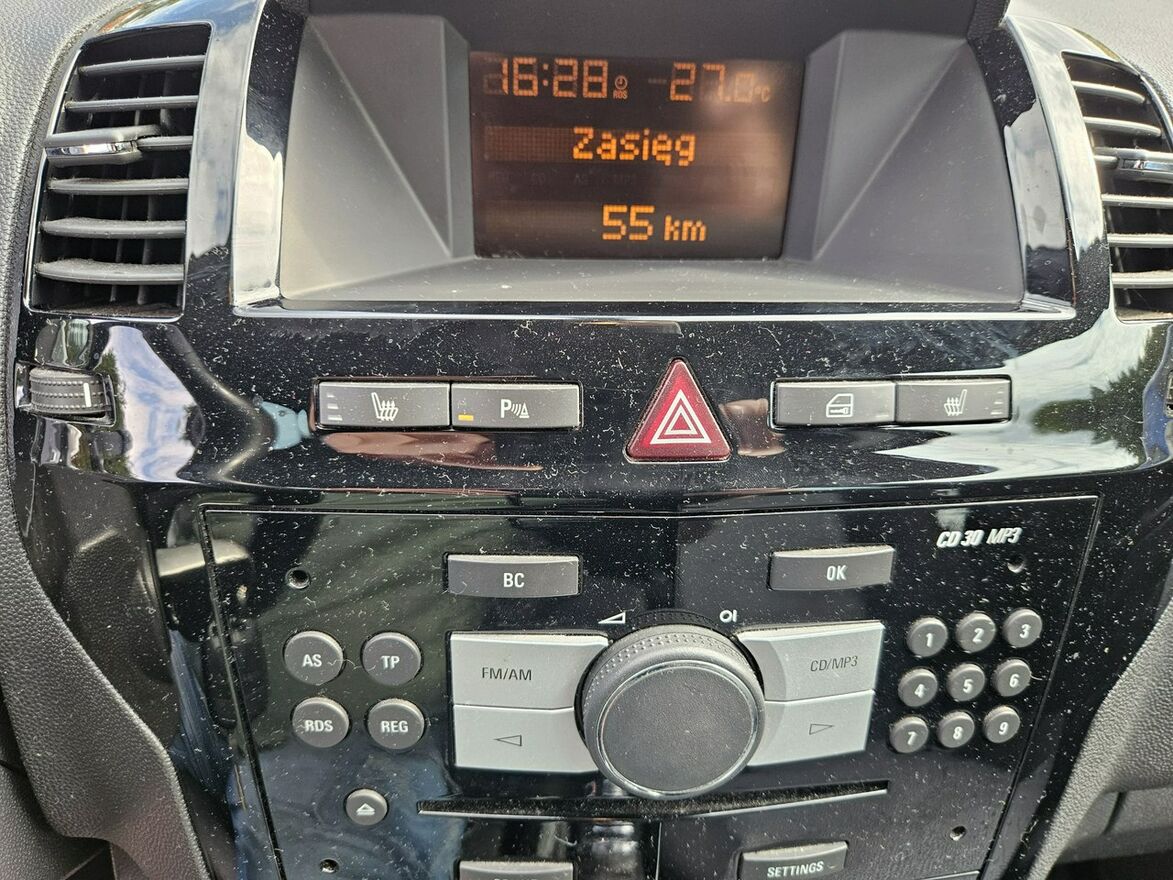 16:28 RDS -27.0°C
Zasięg
55 km
P
CD 30 MP3
BC
OK
AS TP
FM/AM
CD/MP3
1 2 3
4 5 6
RDS REG
7 8 9
SETTINGS